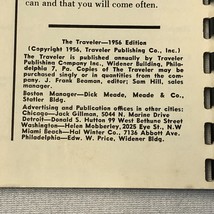 can and that you will come often.
The Traveler—1956 Edition
(Copyright 1956, Traveler Publishing Co., Inc.)
The Traveler is published annually by Traveler
Publishing Company Inc., Widener Building, Phila-
delphia 7, Pa. Copies of The Traveler may be
purchased singly or in quantities from the com-
pany. J. Frank Beaman, editor; Sam Hill, sales
manager.
Boston Manager—Dick Meade, Meade & Co.,
Statler Bldg.
Advertising and Publication offices in other cities:
Chicago—Jack Gillman, 5044 N. Marine Drive
Detroit—Donald S. Hutton 99 West Bethune Street
Washington—Helen Mobberley, 2025 Eye St., N.W
Miami Beach—Hal Winter Co., 7136 Abbott Ave.
Philadelphia—Edw. W. Price, Widener Bldg.